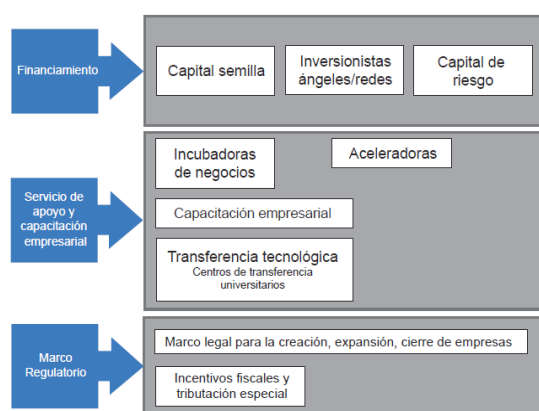 Financiamiento
Capital semilla
Inversionistas
ángeles/redes
Capital de
riesgo
Servicio de
apoyo y
capacitación
empresarial
Incubadoras
de negocios
Aceleradoras
Capacitación empresarial
Transferencia tecnológica
Centros de transferencia
universitarios
Marco
Regulatorio
Marco legal para la creación, expansión, cierre de empresas
Incentivos fiscales y
tributación especial